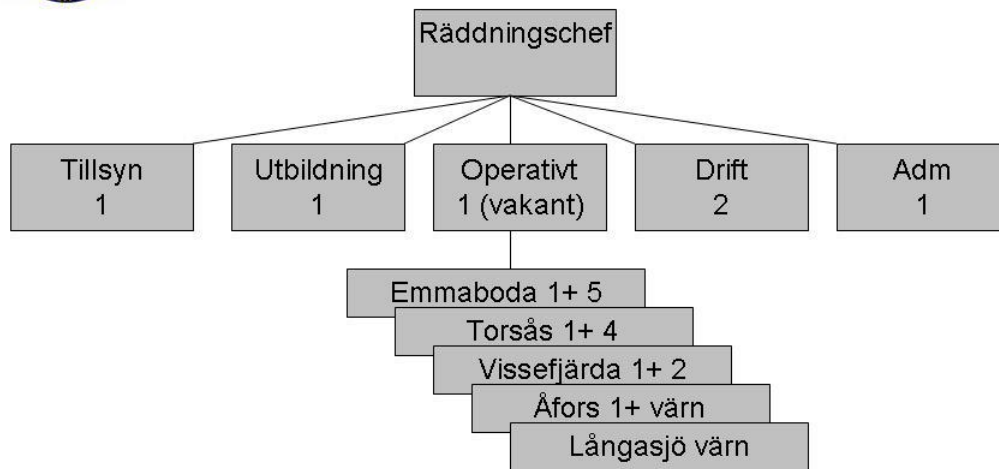 Räddningschef
Tillsyn
1
Utbildning
1
Operativt
1 (vakant)
Drift
2
Adm
1
Emmaboda 1+ 5
Torsås 1+ 4
Vissefjärda 1+ 2
Åfors 1+ värn
Långasjö värn